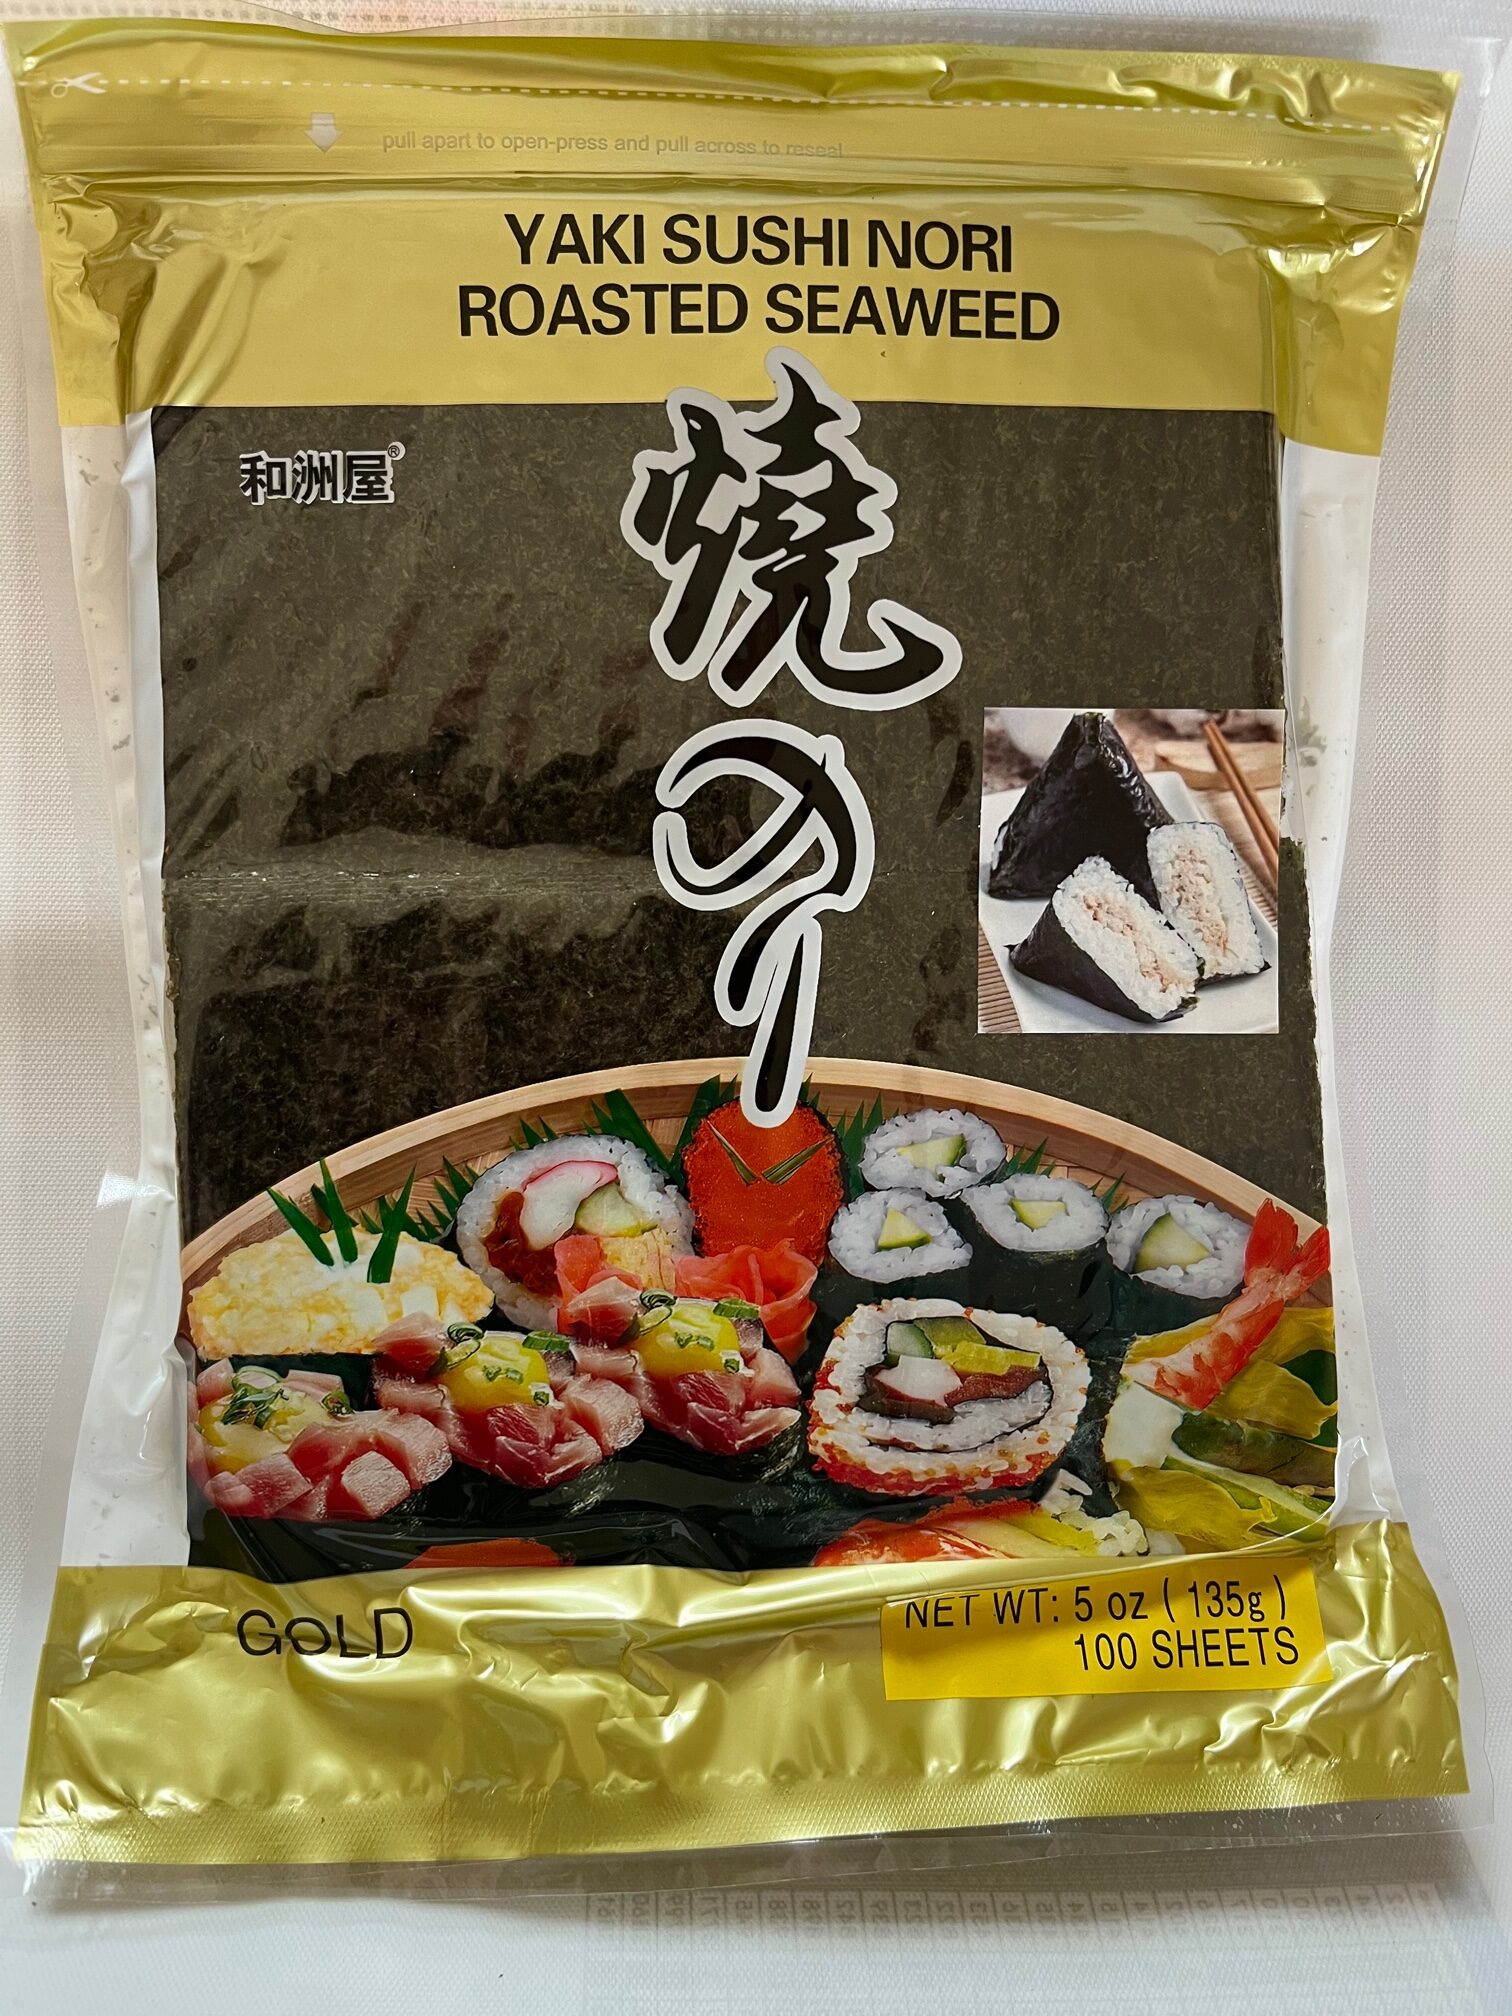 pull apart to open-press and pull across to reseal
YAKI SUSHI NORI
ROASTED SEAWEED
和洲屋®
焼のり
GOLD
NET WT: 5 oz ( 135g )
100 SHEETS